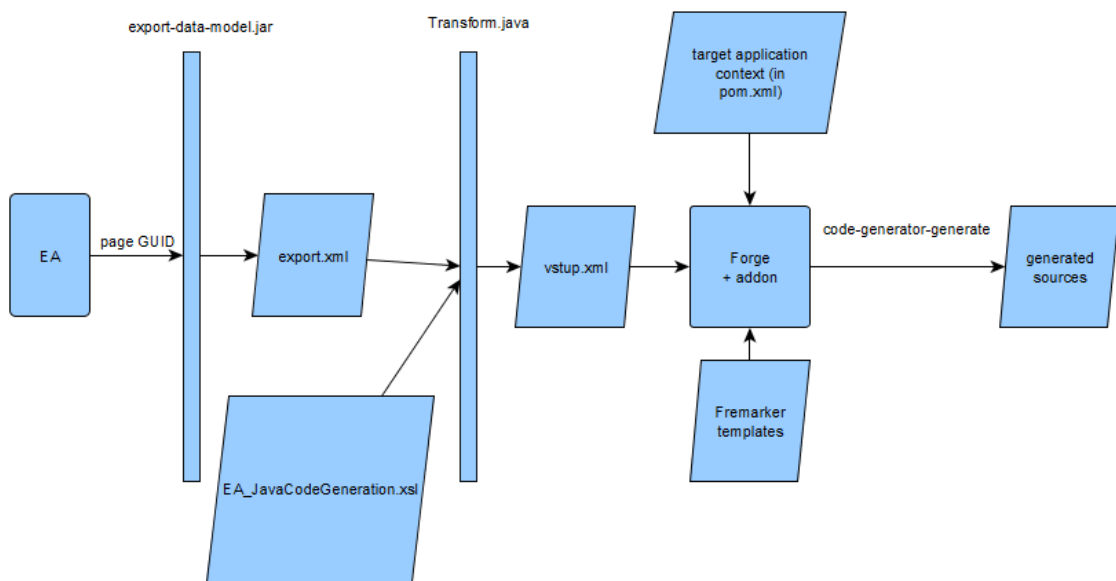 export-data-model.jar
Transform.java
target application
context (in
pom.xml)
EA
page GUID
export.xml
vstup.xml
Forge
+ addon
code-generator-generate
generated
sources
EA_JavaCodeGeneration.xsl
Fremarker
templates